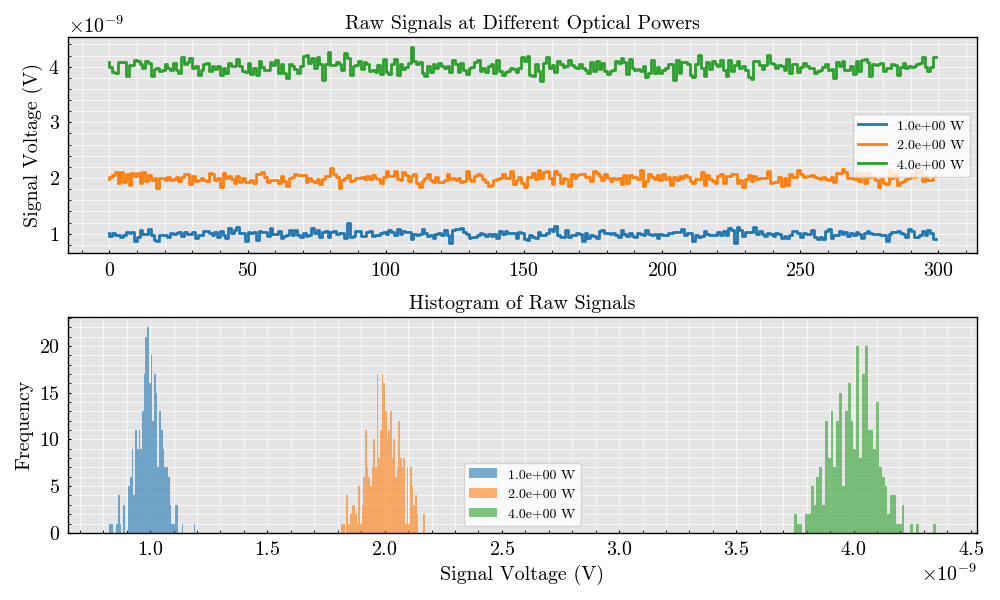 Raw Signals at Different Optical Powers
×10⁻⁹
Signal Voltage (V)
4
3
2
1
0 50 100 150 200 250 300
1.0e+00 W
2.0e+00 W
4.0e+00 W
Histogram of Raw Signals
Frequency
20
15
10
5
0
1.0e+00 W
2.0e+00 W
4.0e+00 W
1.0 1.5 2.0 2.5 3.0 3.5 4.0 4.5
Signal Voltage (V)
×10⁻⁹